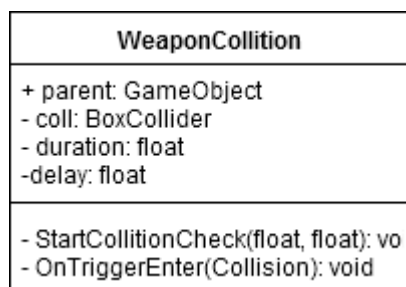 WeaponCollition
+ parent: GameObject
- coll: BoxCollider
- duration: float
-delay: float
- StartCollitionCheck(float, float): vo
- OnTriggerEnter(Collision): void